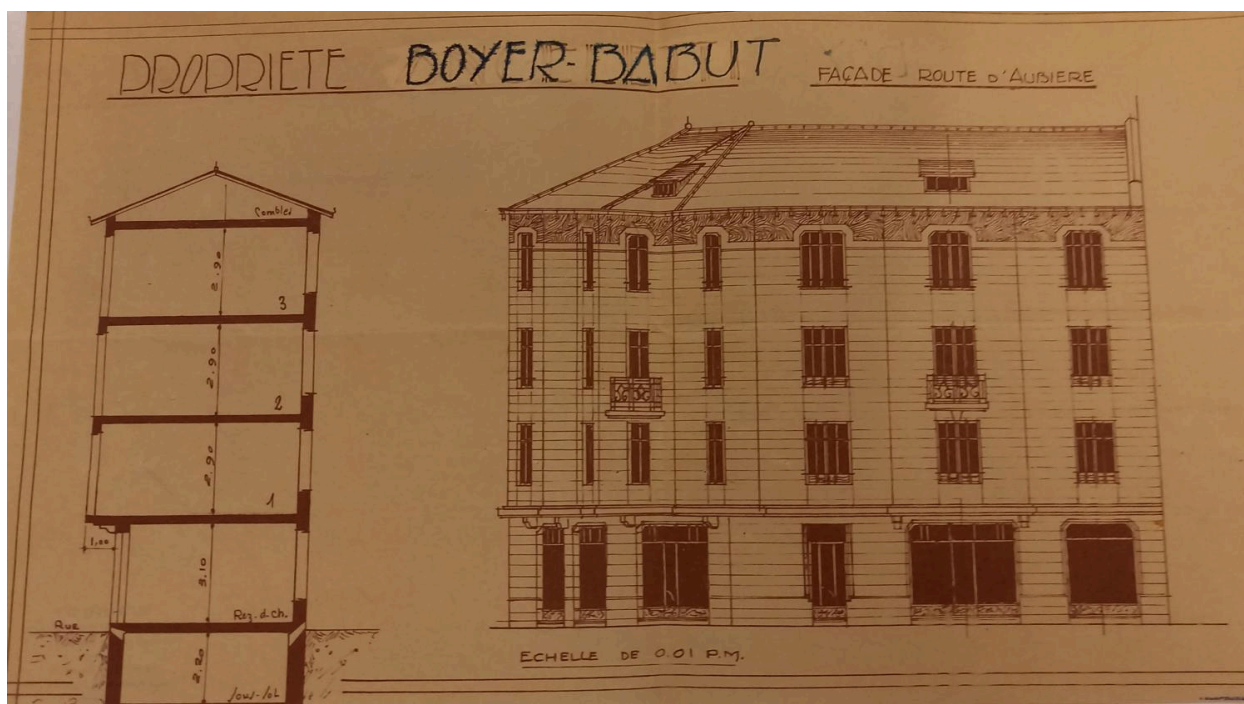 PROPRIETE BOYER-BABUT
FAÇADE ROUTE D'AUBIERE
Combles
2.90
3
2.90
2
2.90
1
1,00
3.10
Rez.d.ch.
RUE
2.20
Sous-sol
ECHELLE DE 0.01 P.M.